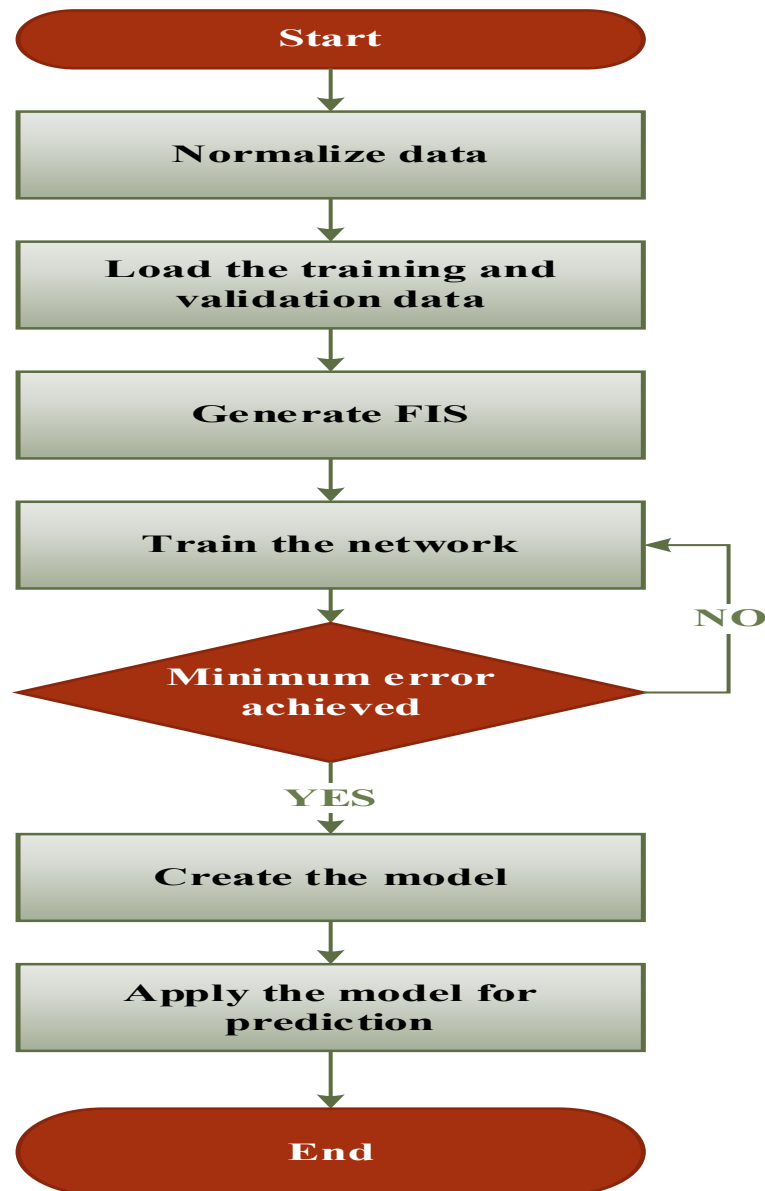 Start
Normalize data
Load the training and
validation data
Generate FIS
Train the network
NO
Minimum error
achieved
YES
Create the model
Apply the model for
prediction
End